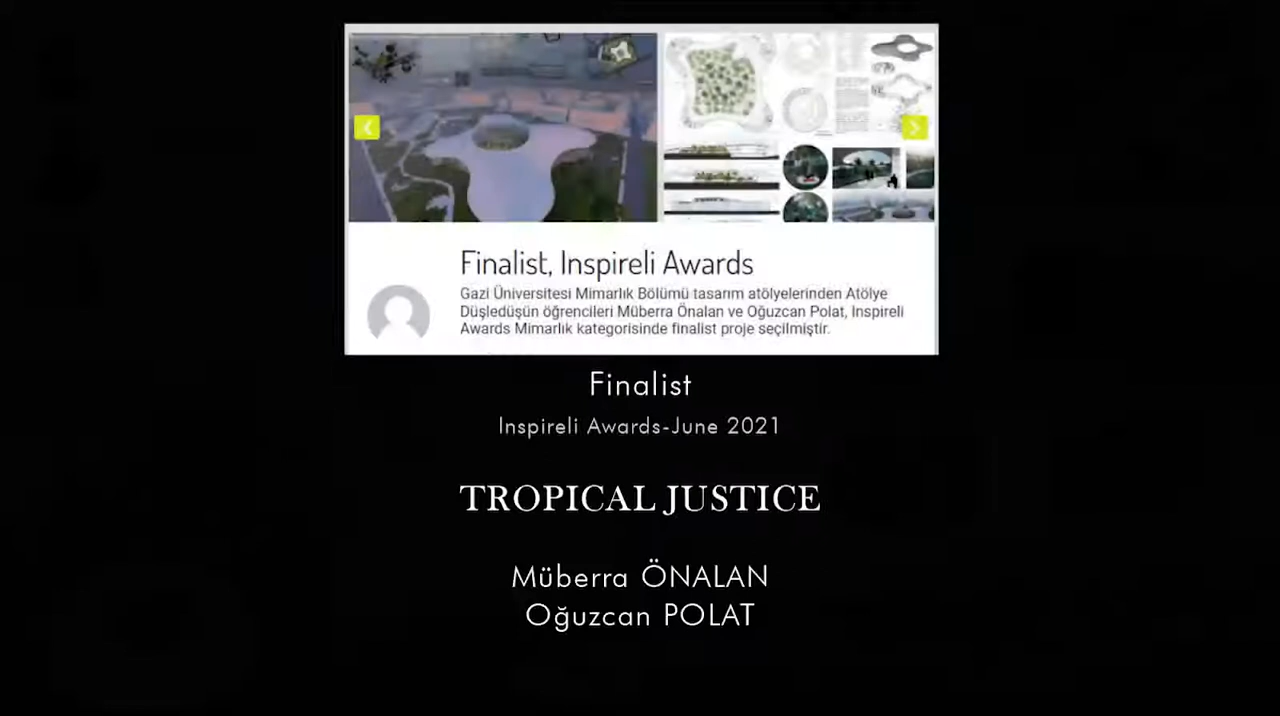 Finalist, Inspireli Awards
Gazi Üniversitesi Mimarlık Bölümü tasarım atölyelerinden Atölye
Düşledüşün öğrencileri Müberra Önalan ve Oğuzcan Polat, Inspireli
Awards Mimarlık kategorisinde finalist proje seçilmiştir.
Finalist
Inspireli Awards-June 2021
TROPICAL JUSTICE
Müberra ÖNALAN
Oğuzcan POLAT